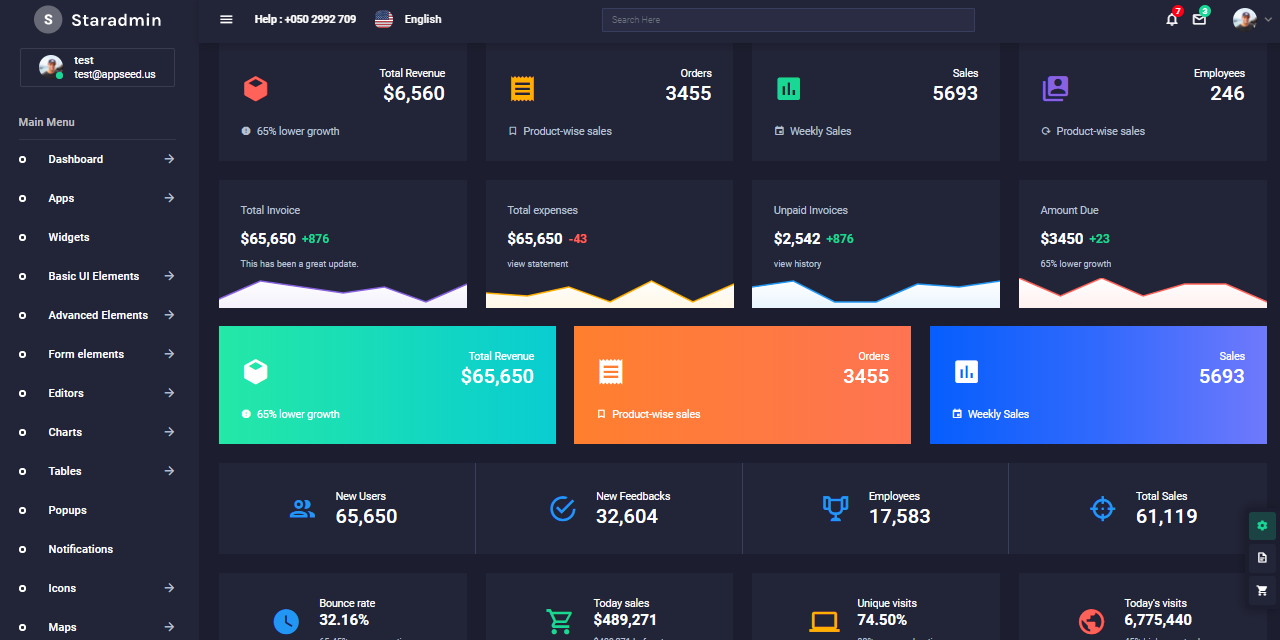 S Staradmin
Help : +050 2992 709
English
Search Here
7
3
test
test@appseed.us
Main Menu
Dashboard
Apps
Widgets
Basic UI Elements
Advanced Elements
Form elements
Editors
Charts
Tables
Popups
Notifications
Icons
Maps
Total Revenue
$6,560
65% lower growth
Orders
3455
Product-wise sales
Sales
5693
Weekly Sales
Employees
246
Product-wise sales
Total Invoice
$65,650 +876
This has been a great update.
Total expenses
$65,650 -43
view statement
Unpaid Invoices
$2,542 +876
view history
Amount Due
$3450 +23
65% lower growth
Total Revenue
$65,650
65% lower growth
Orders
3455
Product-wise sales
Sales
5693
Weekly Sales
New Users
65,650
New Feedbacks
32,604
Employees
17,583
Total Sales
61,119
Bounce rate
32.16%
Today sales
$489,271
Unique visits
74.50%
Today's visits
6,775,440